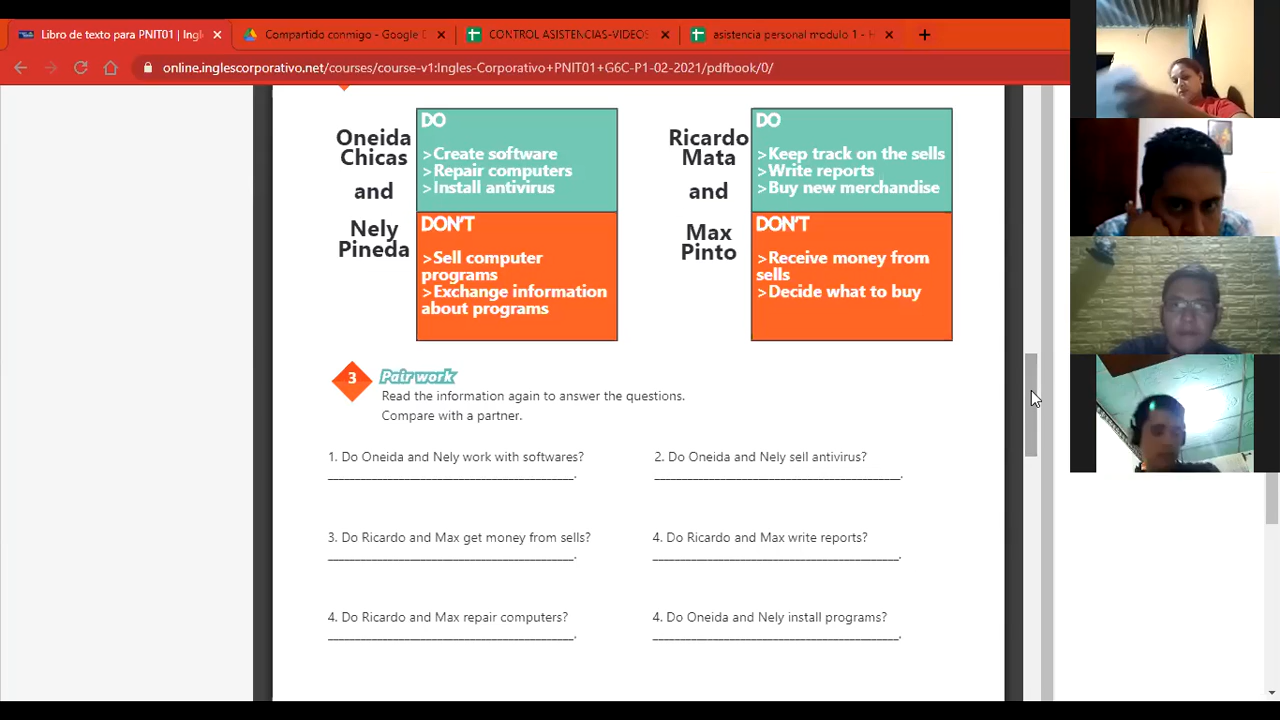 Libro de texto para PNIT01 | Ingl
Compartido conmigo - Google D
CONTROL ASISTENCIAS-VIDEOS
asistencia personal modulo 1 - H
online.inglescorporativo.net/courses/course-v1:Ingles-Corporativo+PNIT01+G6C-P1-02-2021/pdfbook/0/
Oneida
Chicas
and
Nely
Pineda
DO
>Create software
>Repair computers
>Install antivirus
DON'T
>Sell computer
programs
>Exchange information
about programs
Ricardo
Mata
and
Max
Pinto
DO
>Keep track on the sells
>Write reports
>Buy new merchandise
DON'T
>Receive money from
sells
>Decide what to buy
3 Pair work
Read the information again to answer the questions.
Compare with a partner.
1. Do Oneida and Nely work with softwares?
2. Do Oneida and Nely sell antivirus?
3. Do Ricardo and Max get money from sells?
4. Do Ricardo and Max write reports?
4. Do Ricardo and Max repair computers?
4. Do Oneida and Nely install programs?